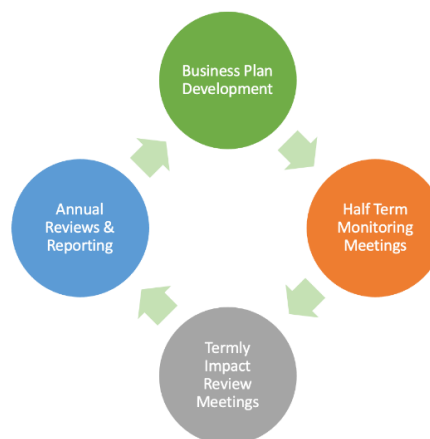 Business Plan
Development
Half Term
Monitoring
Meetings
Termly
Impact
Review
Meetings
Annual
Reviews &
Reporting